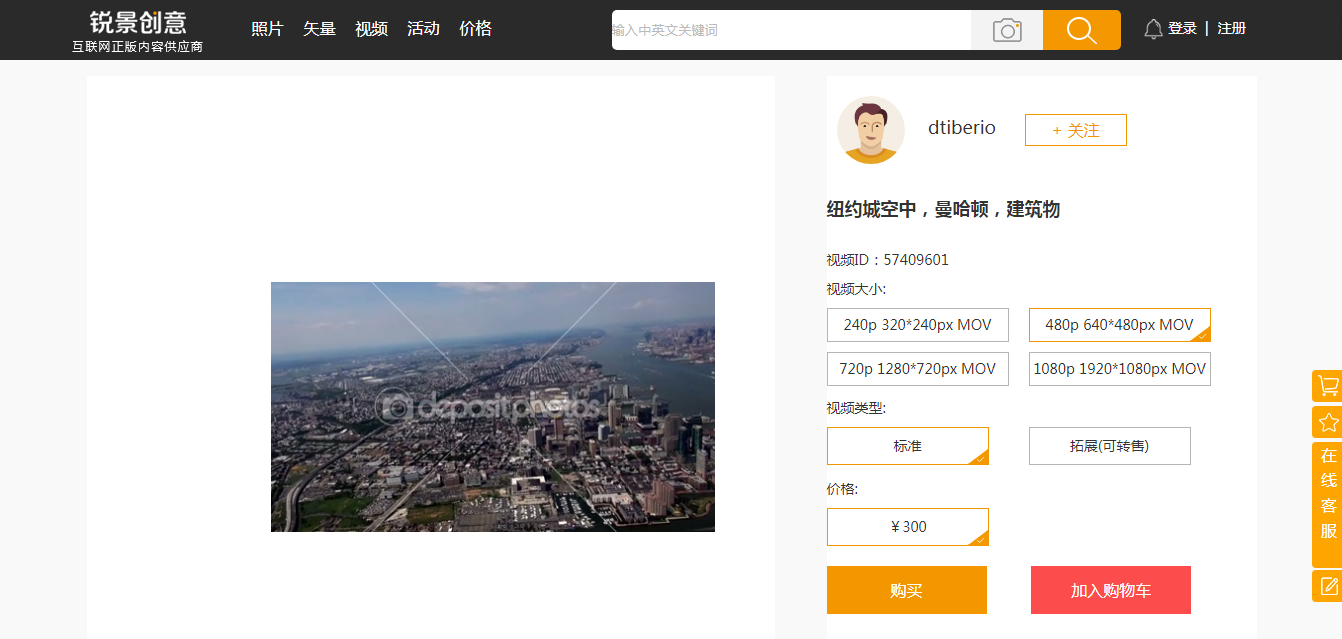 锐景创意
互联网正版内容供应商
照片 矢量 视频 活动 价格
输入中英文关键词
登录 | 注册
dtiberio
+ 关注
纽约城空中，曼哈顿，建筑物
视频ID：57409601
视频大小:
240p 320*240px MOV
480p 640*480px MOV
720p 1280*720px MOV
1080p 1920*1080px MOV
depositphotos
视频类型:
标准
拓展(可转售)
价格:
¥300
购买
加入购物车
在
线
客
服